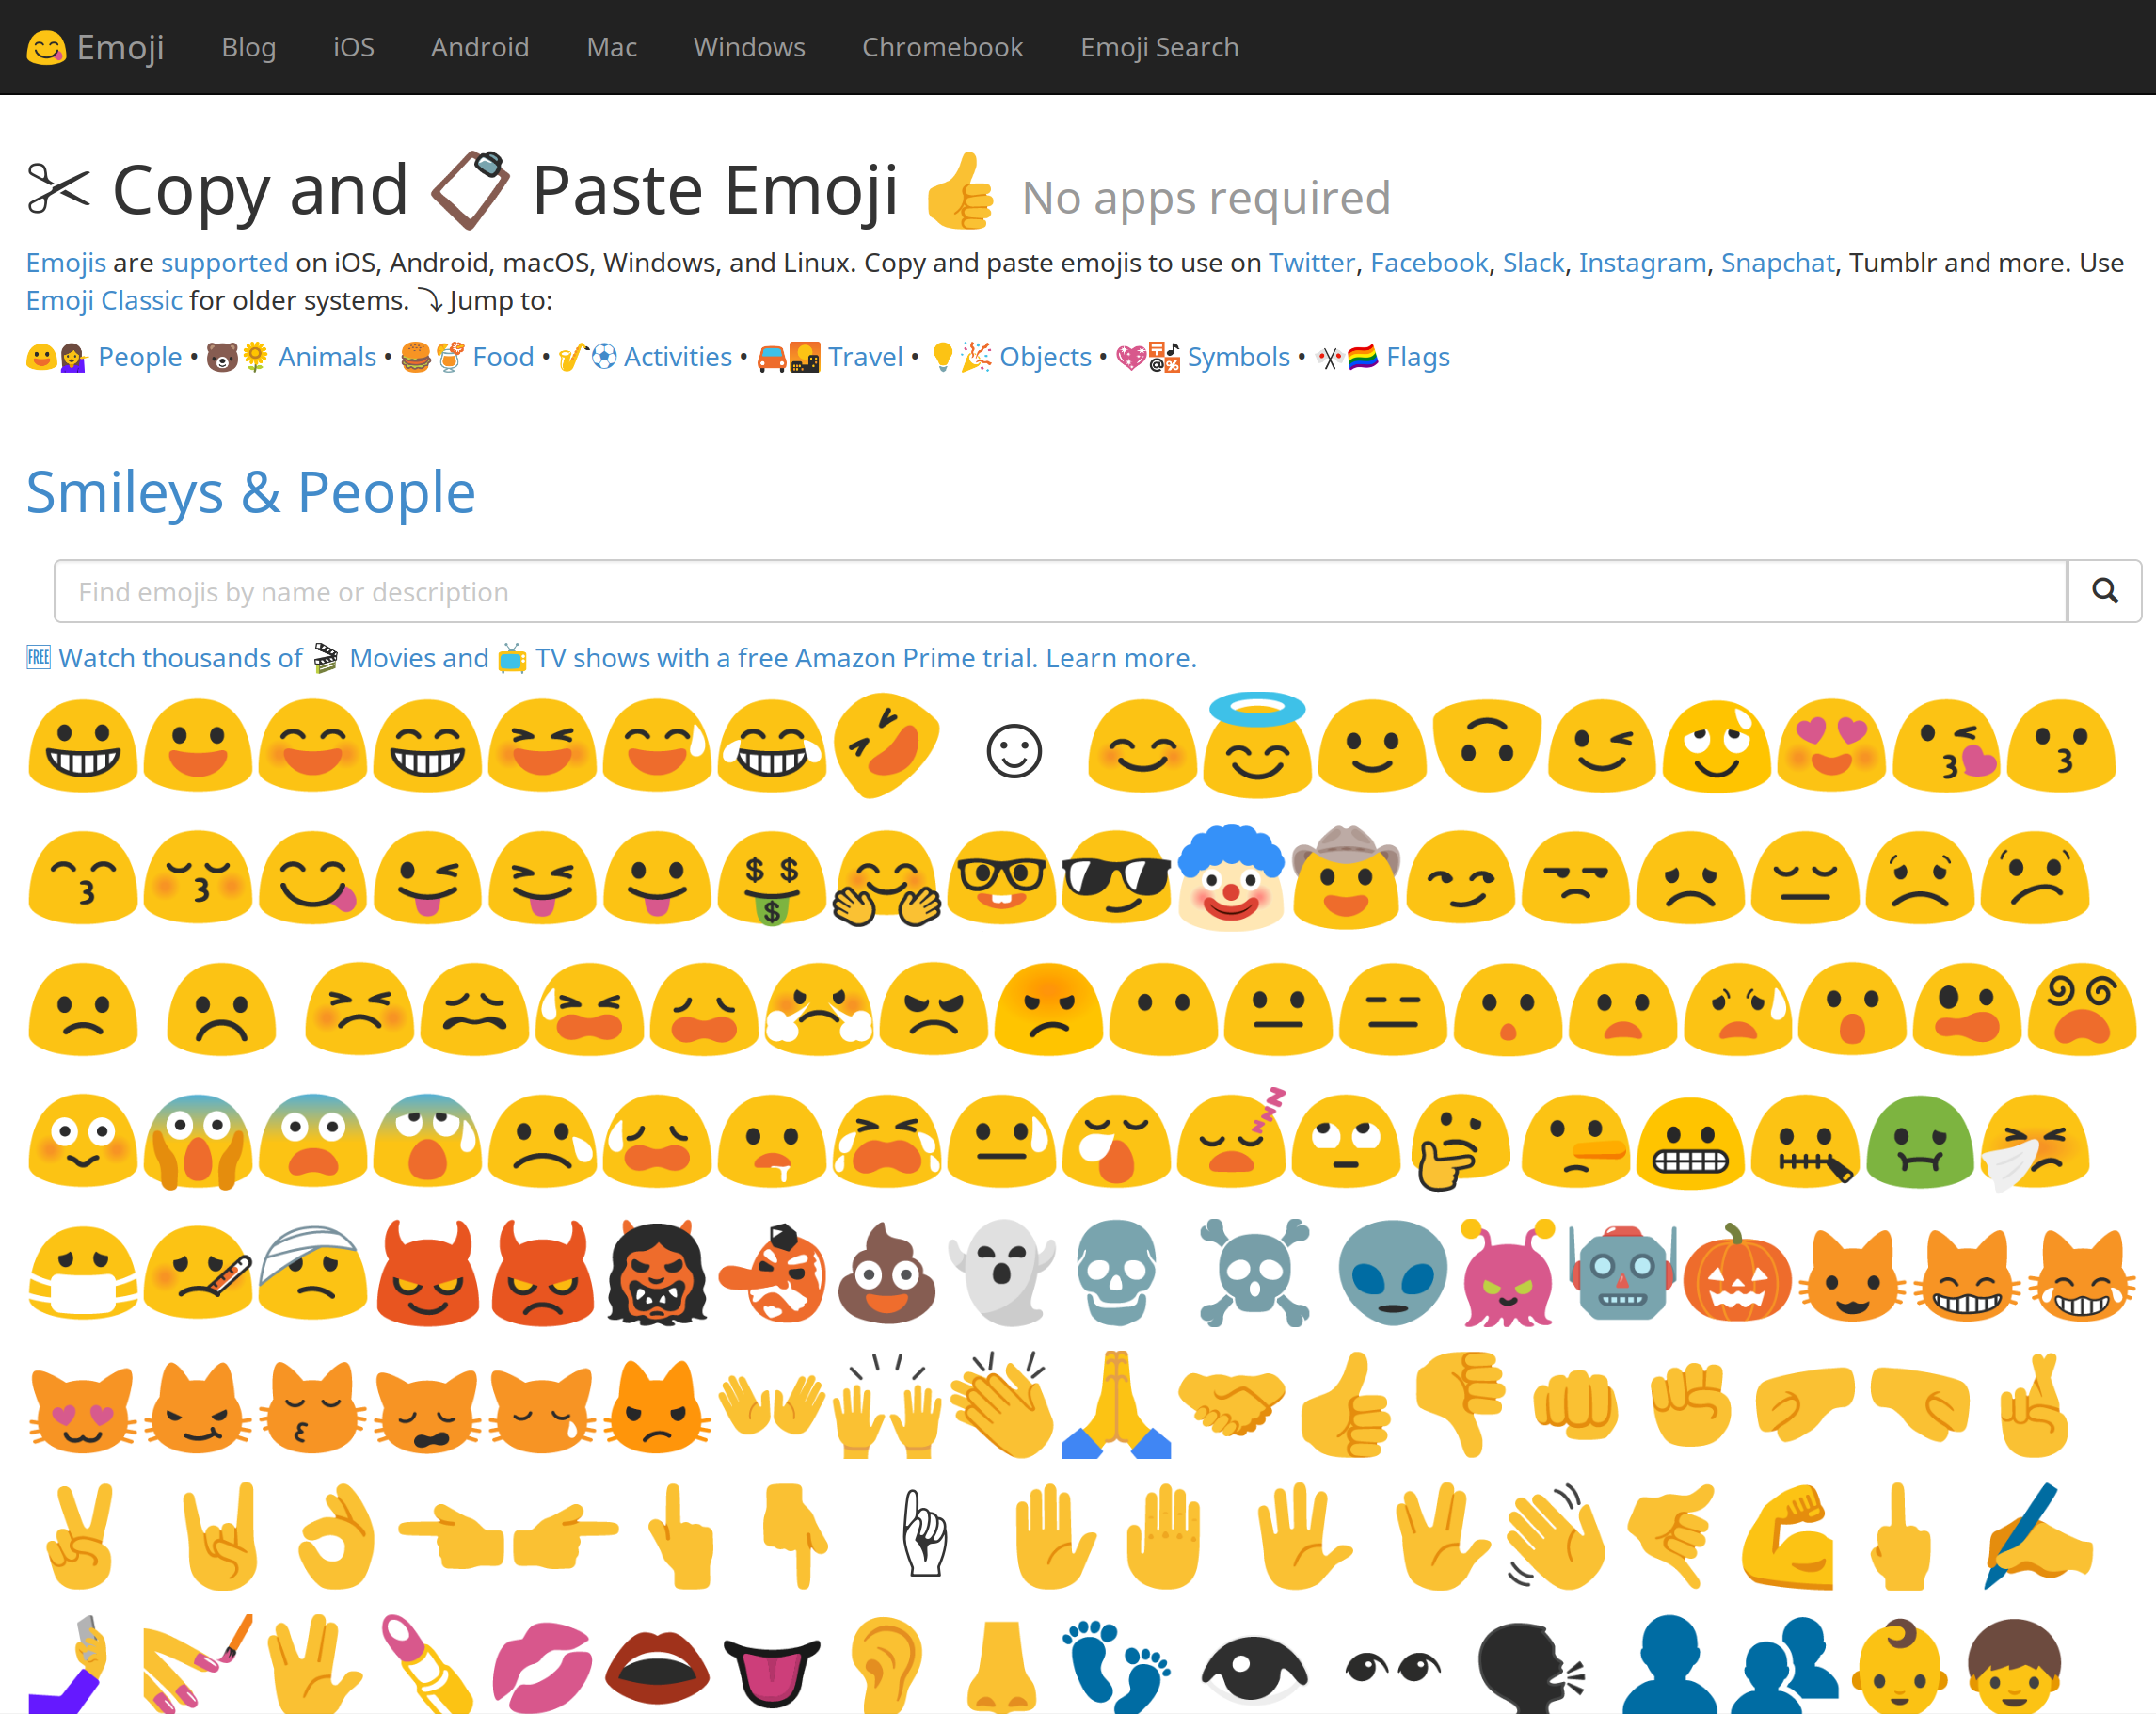 Emoji Blog iOS Android Mac Windows Chromebook Emoji Search
Copy and Paste Emoji No apps required
Emojis are supported on iOS, Android, macOS, Windows, and Linux. Copy and paste emojis to use on Twitter, Facebook, Slack, Instagram, Snapchat, Tumblr and more. Use
Emoji Classic for older systems. ⤵ Jump to:
People • Animals • Food • Activities • Travel • Objects • Symbols • Flags
Smileys & People
Find emojis by name or description
FREE Watch thousands of Movies and TV shows with a free Amazon Prime trial. Learn more.